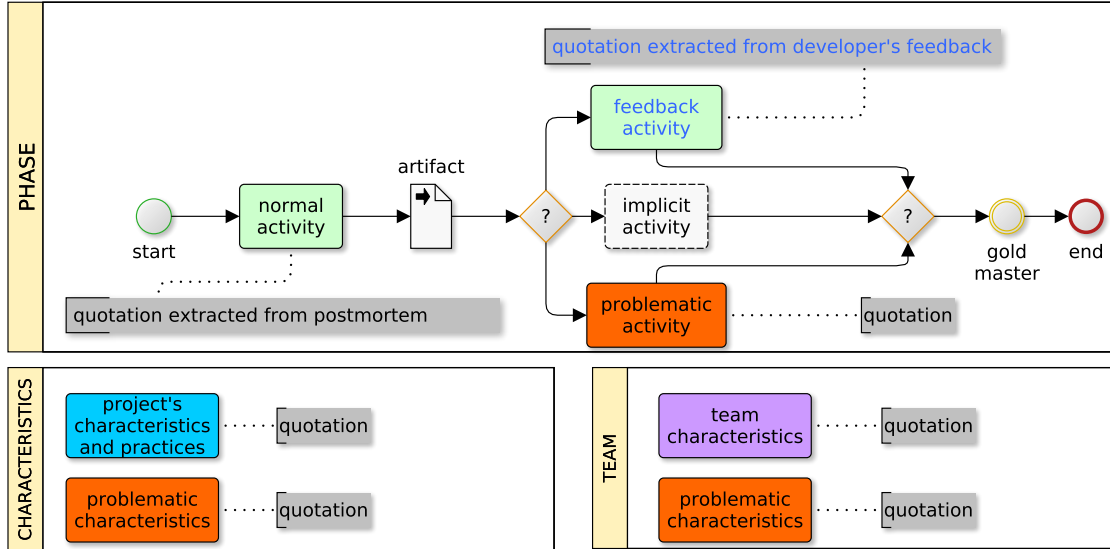 PHASE
quotation extracted from developer's feedback
feedback
activity
artifact
?
implicit
activity
?
normal
activity
start
gold
master
end
quotation extracted from postmortem
problematic
activity
quotation
CHARACTERISTICS
project's
characteristics
and practices
quotation
problematic
characteristics
quotation
TEAM
team
characteristics
quotation
problematic
characteristics
quotation